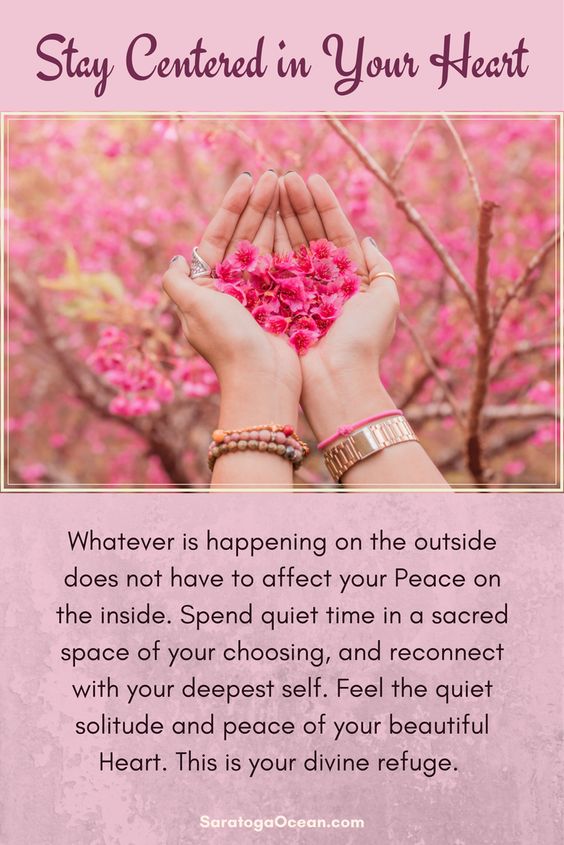 Stay Centered in Your Heart
Whatever is happening on the outside
does not have to affect your Peace on
the inside. Spend quiet time in a sacred
space of your choosing, and reconnect
with your deepest self. Feel the quiet
solitude and peace of your beautiful
Heart. This is your divine refuge.
SaratogaOcean.com